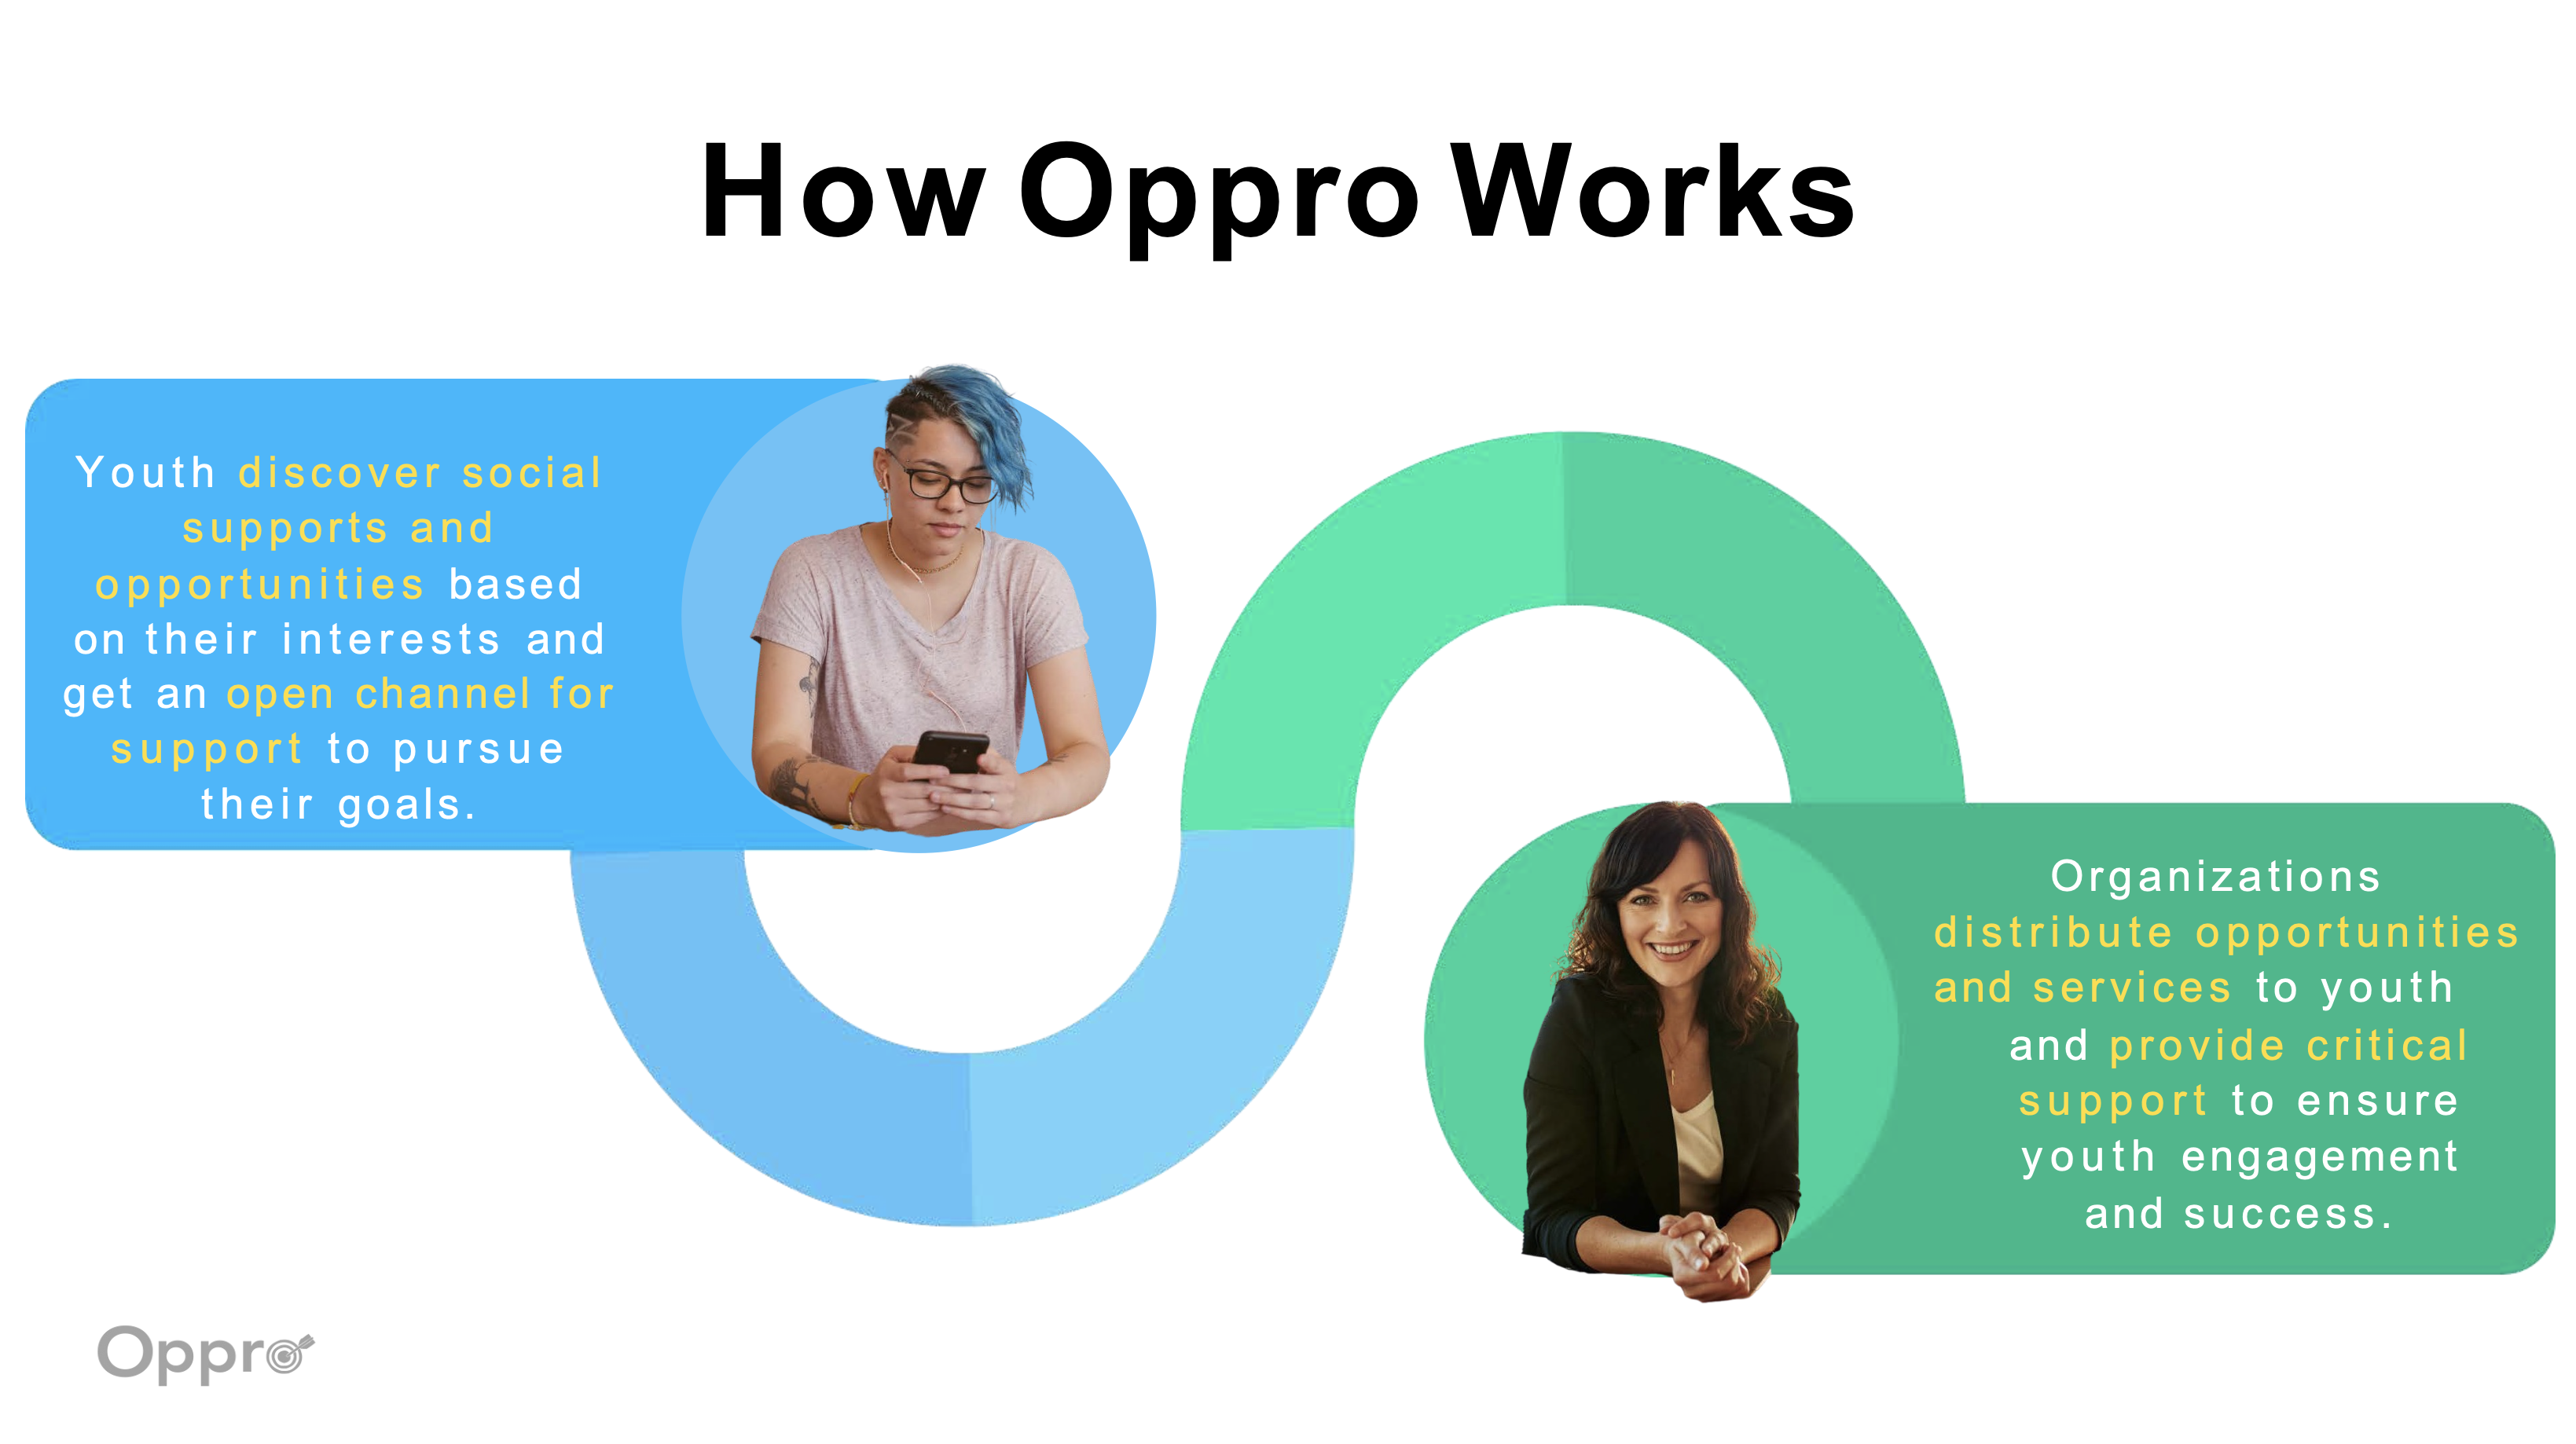 How Oppro Works
Youth discover social
supports and
opportunities based
on their interests and
get an open channel for
support to pursue
their goals.
Organizations
distribute opportunities
and services to youth
and provide critical
support to ensure
youth engagement
and success.
Oppro